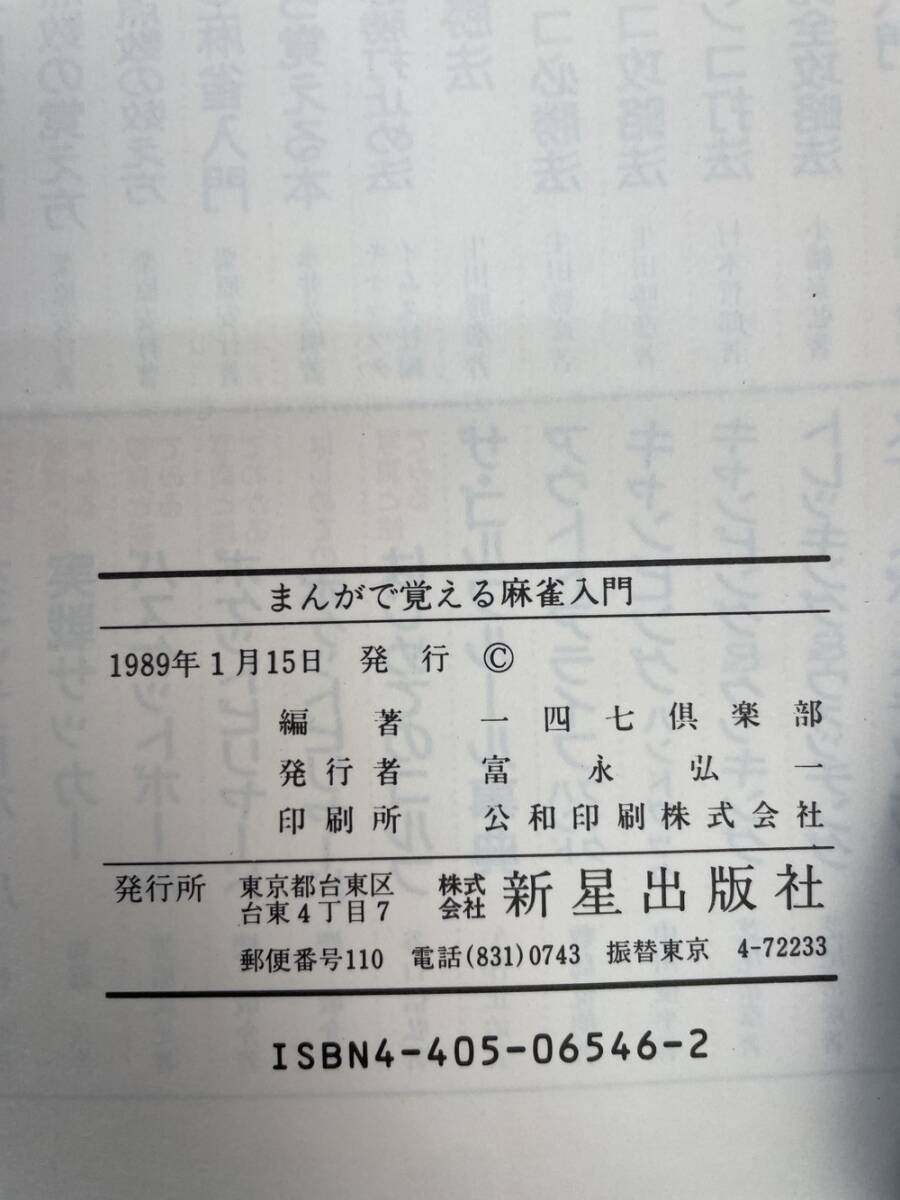 まんがで覚える麻雀入門
1989年1月15日 発行 ©
編著 一四七倶楽部
発行者 富永弘一
印刷所 公和印刷株式会社
発行所 東京都台東区台東4丁目7 株式会社 新星出版社
郵便番号110 電話(831)0743 振替東京 4-72233
ISBN4-405-06546-2